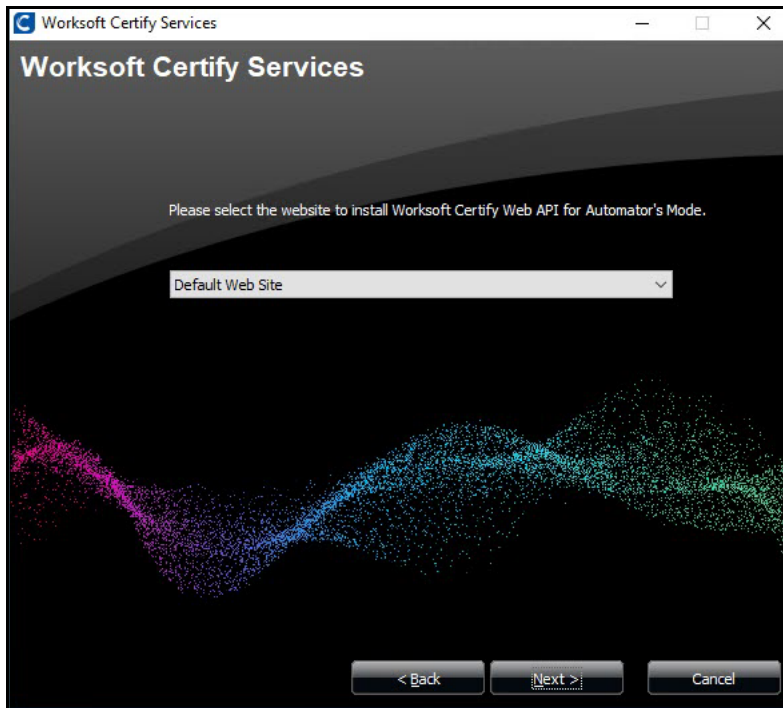 Worksoft Certify Services
Worksoft Certify Services
Please select the website to install Worksoft Certify Web API for Automator's Mode.
Default Web Site
< Back
Next >
Cancel